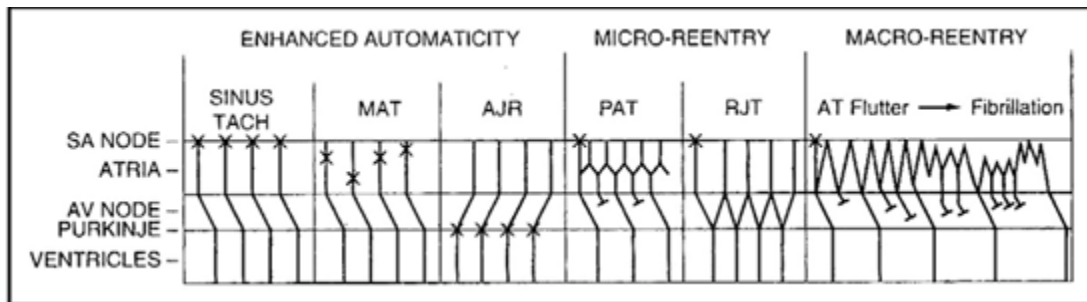 ENHANCED AUTOMATICITY MICRO-REENTRY MACRO-REENTRY
SINUS
TACH MAT AJR PAT RJT AT Flutter → Fibrillation
SA NODE –
ATRIA –
AV NODE –
PURKINJE –
VENTRICLES –